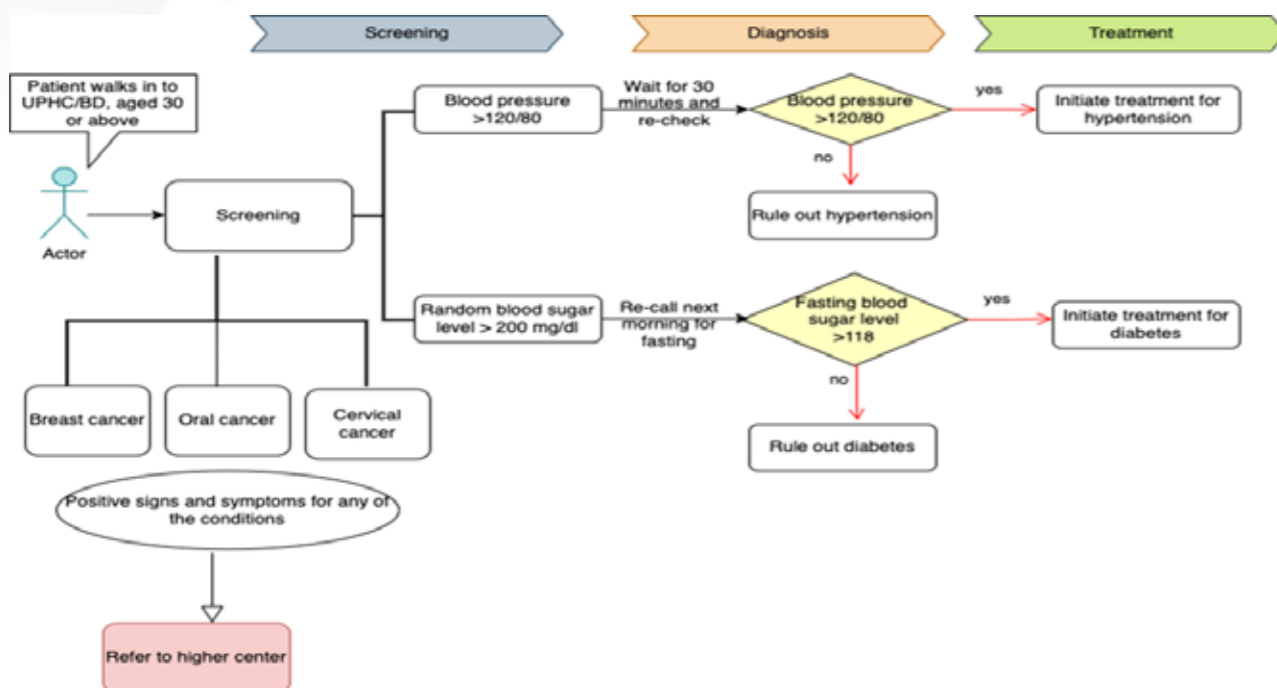 Screening
Diagnosis
Treatment
Patient walks in to
UPHC/BD, aged 30
or above
Actor
Screening
Blood pressure
>120/80
Wait for 30
minutes and
re-check
Blood pressure
>120/80
yes
Initiate treatment for
hypertension
no
Rule out hypertension
Random blood sugar
level > 200 mg/dl
Re-call next
morning for
fasting
Fasting blood
sugar level
>118
yes
Initiate treatment for
diabetes
no
Rule out diabetes
Breast cancer
Oral cancer
Cervical
cancer
Positive signs and symptoms for any of
the conditions
Refer to higher center